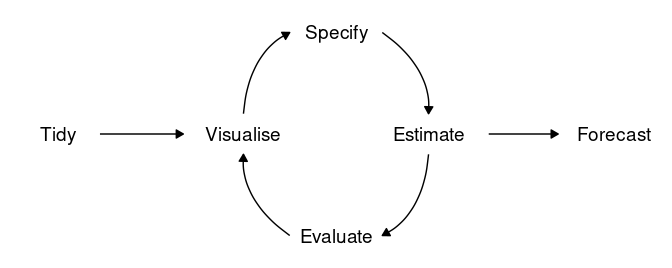 Specify
Tidy
Visualise
Estimate
Forecast
Evaluate